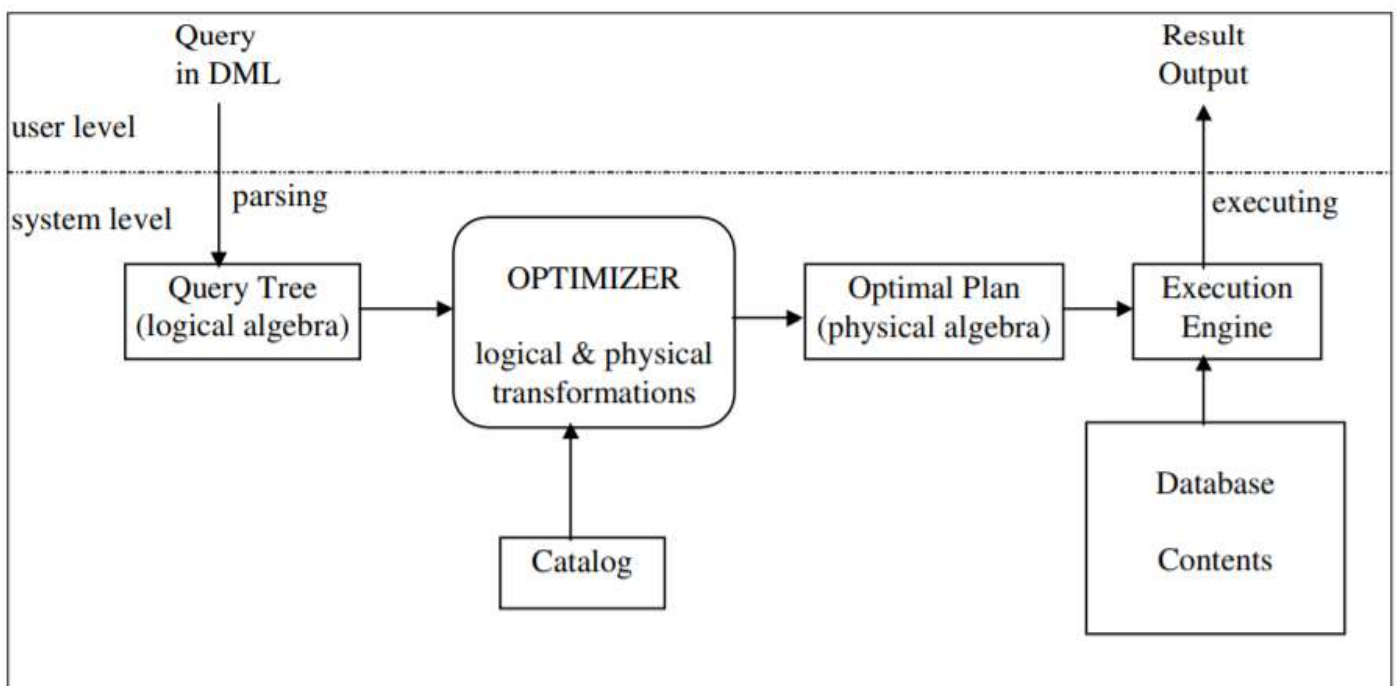 Query
in DML
Result
Output
user level
parsing
executing
system level
Query Tree
(logical algebra)
OPTIMIZER
logical & physical
transformations
Optimal Plan
(physical algebra)
Execution
Engine
Catalog
Database
Contents